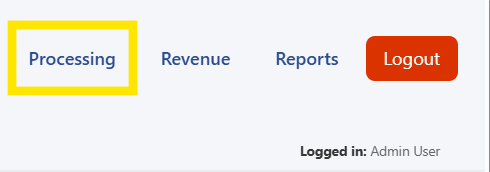 Processing Revenue Reports Logout
Logged in: Admin User